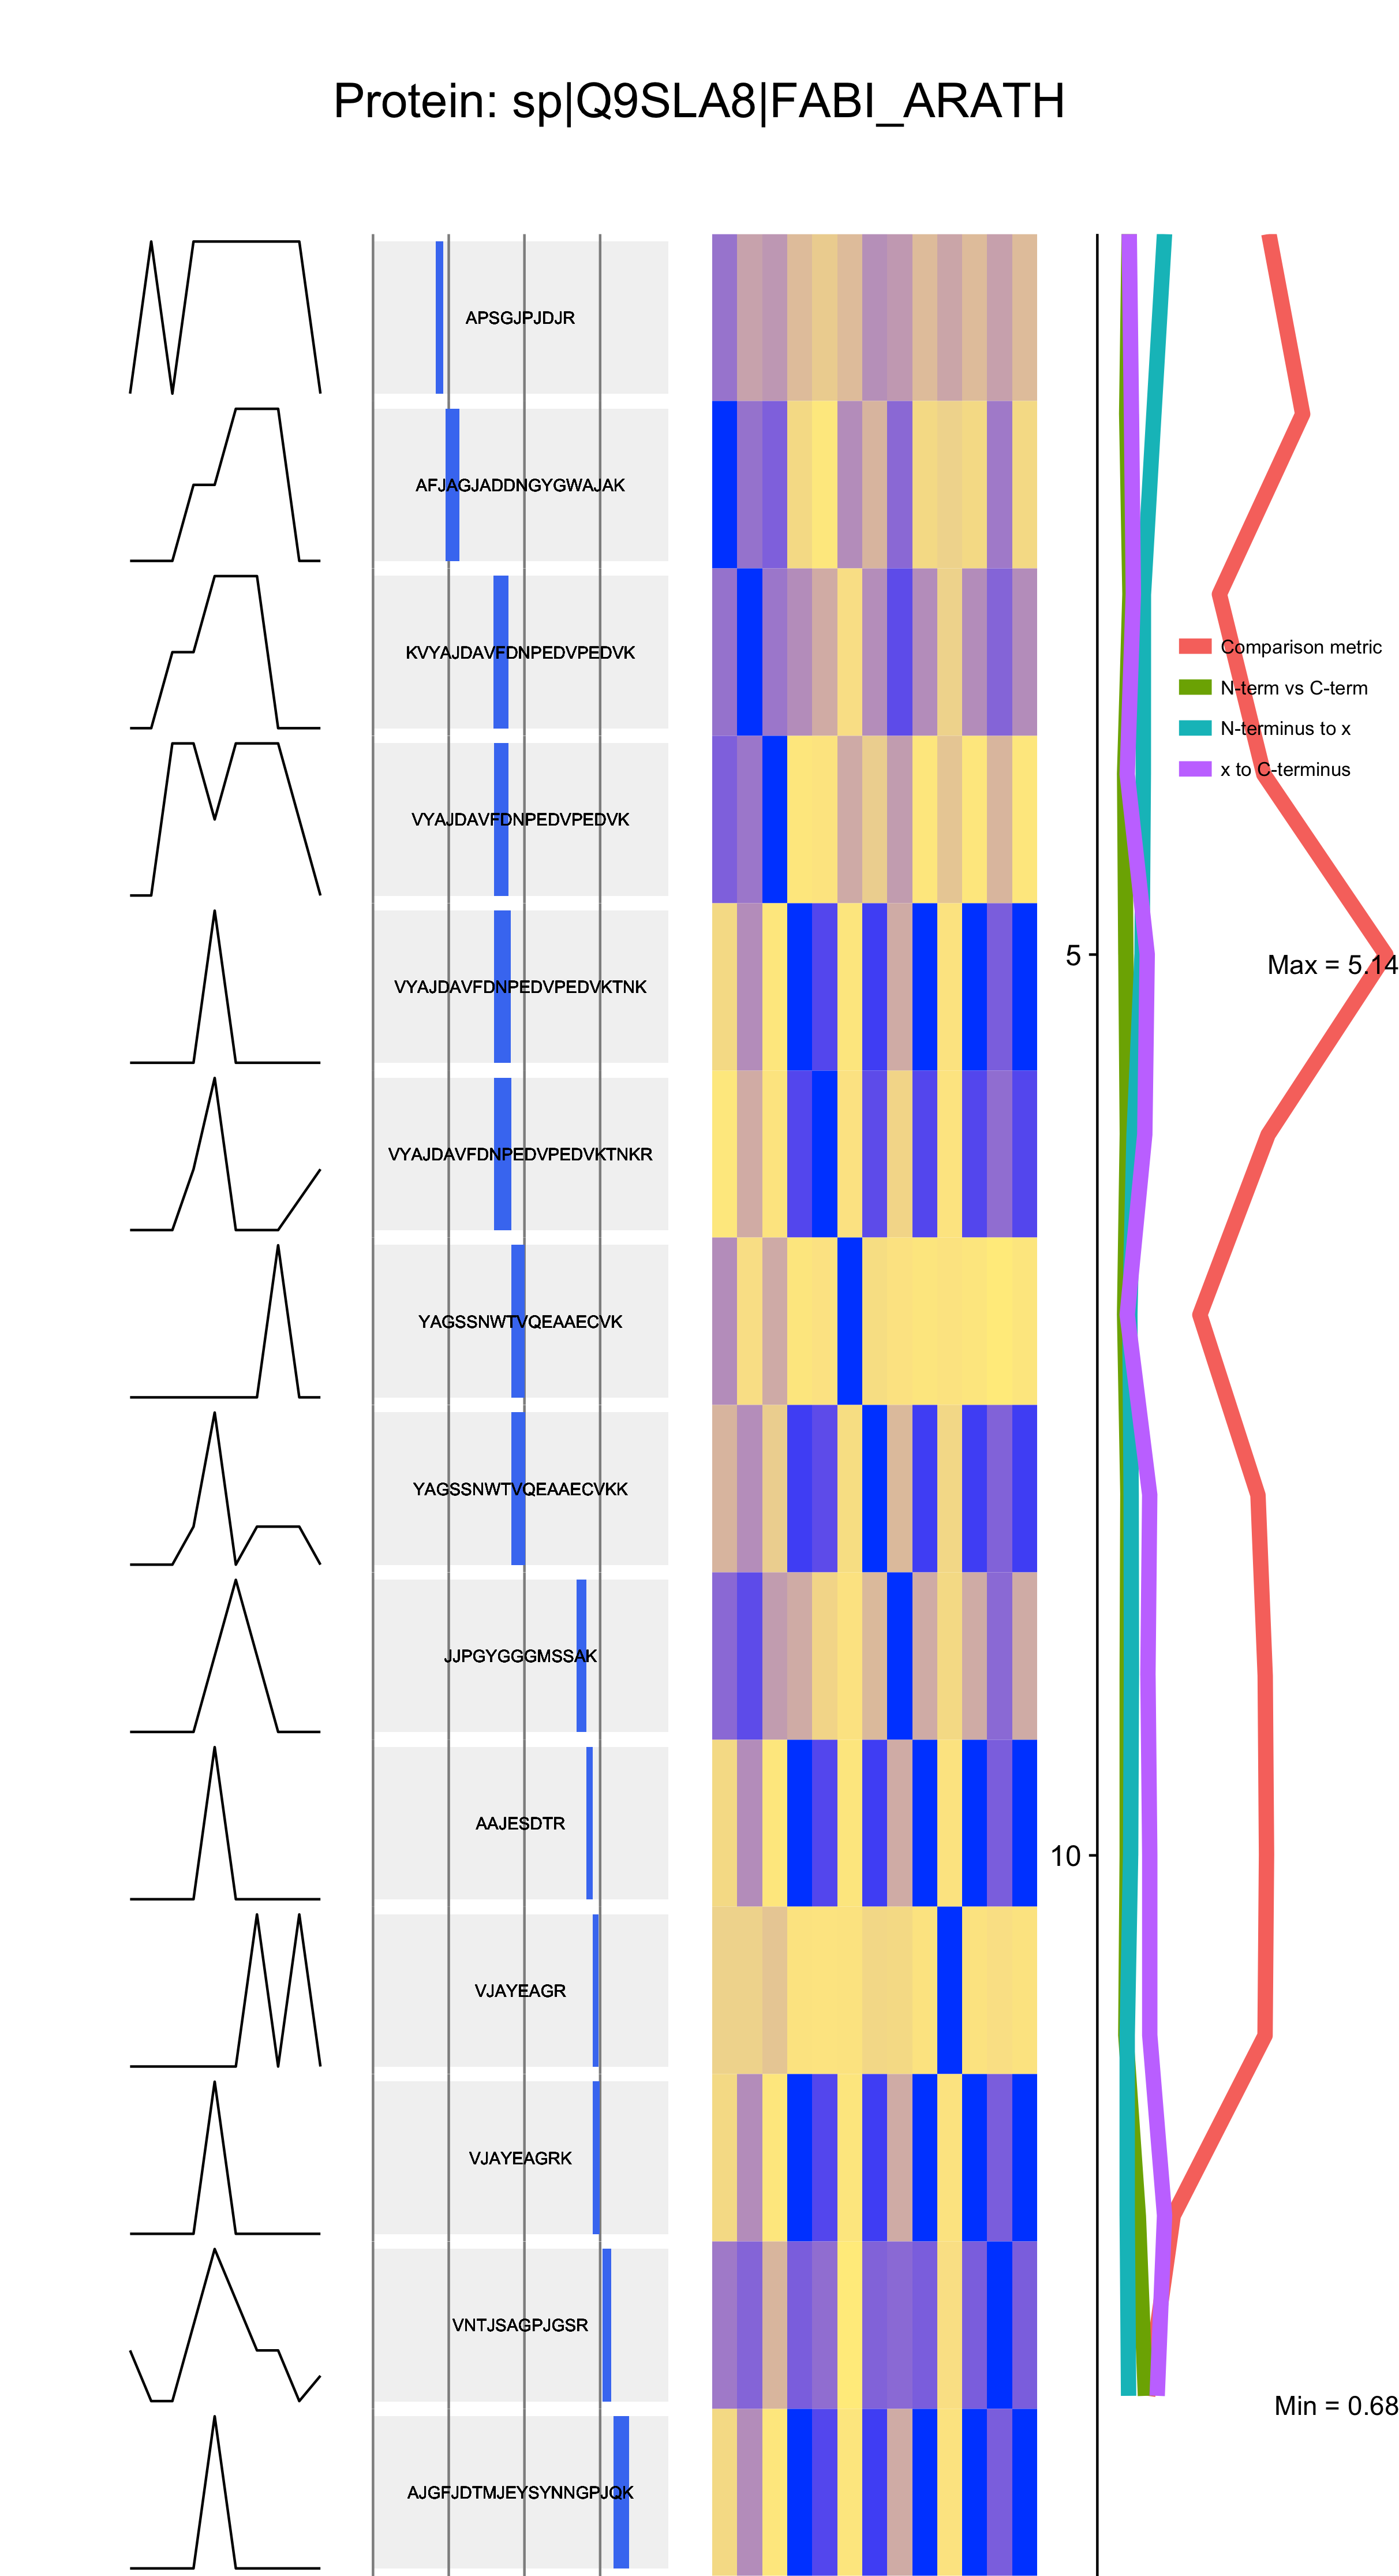 Protein: sp|Q9SLA8|FABI_ARATH
APSGJPJDJR
AFJAGJADDNGYGWAJAK
KVYAJDAVFDNPEDVPEDVK
Comparison metric
N-term vs C-term
N-terminus to x
x to C-terminus
VYAJDAVFDNPEDVPEDVK
5
Max = 5.14
VYAJDAVFDNPEDVPEDVKTNK
VYAJDAVFDNPEDVPEDVKTNKR
YAGSSNWTVQEAAECVK
YAGSSNWTVQEAAECVKK
JJPGYGGGMSSAK
AAJESDTR
10
VJAYEAGR
VJAYEAGRK
VNTJSAGPJGSR
Min = 0.68
AJGFJDTMJEYSYNNGPJQK